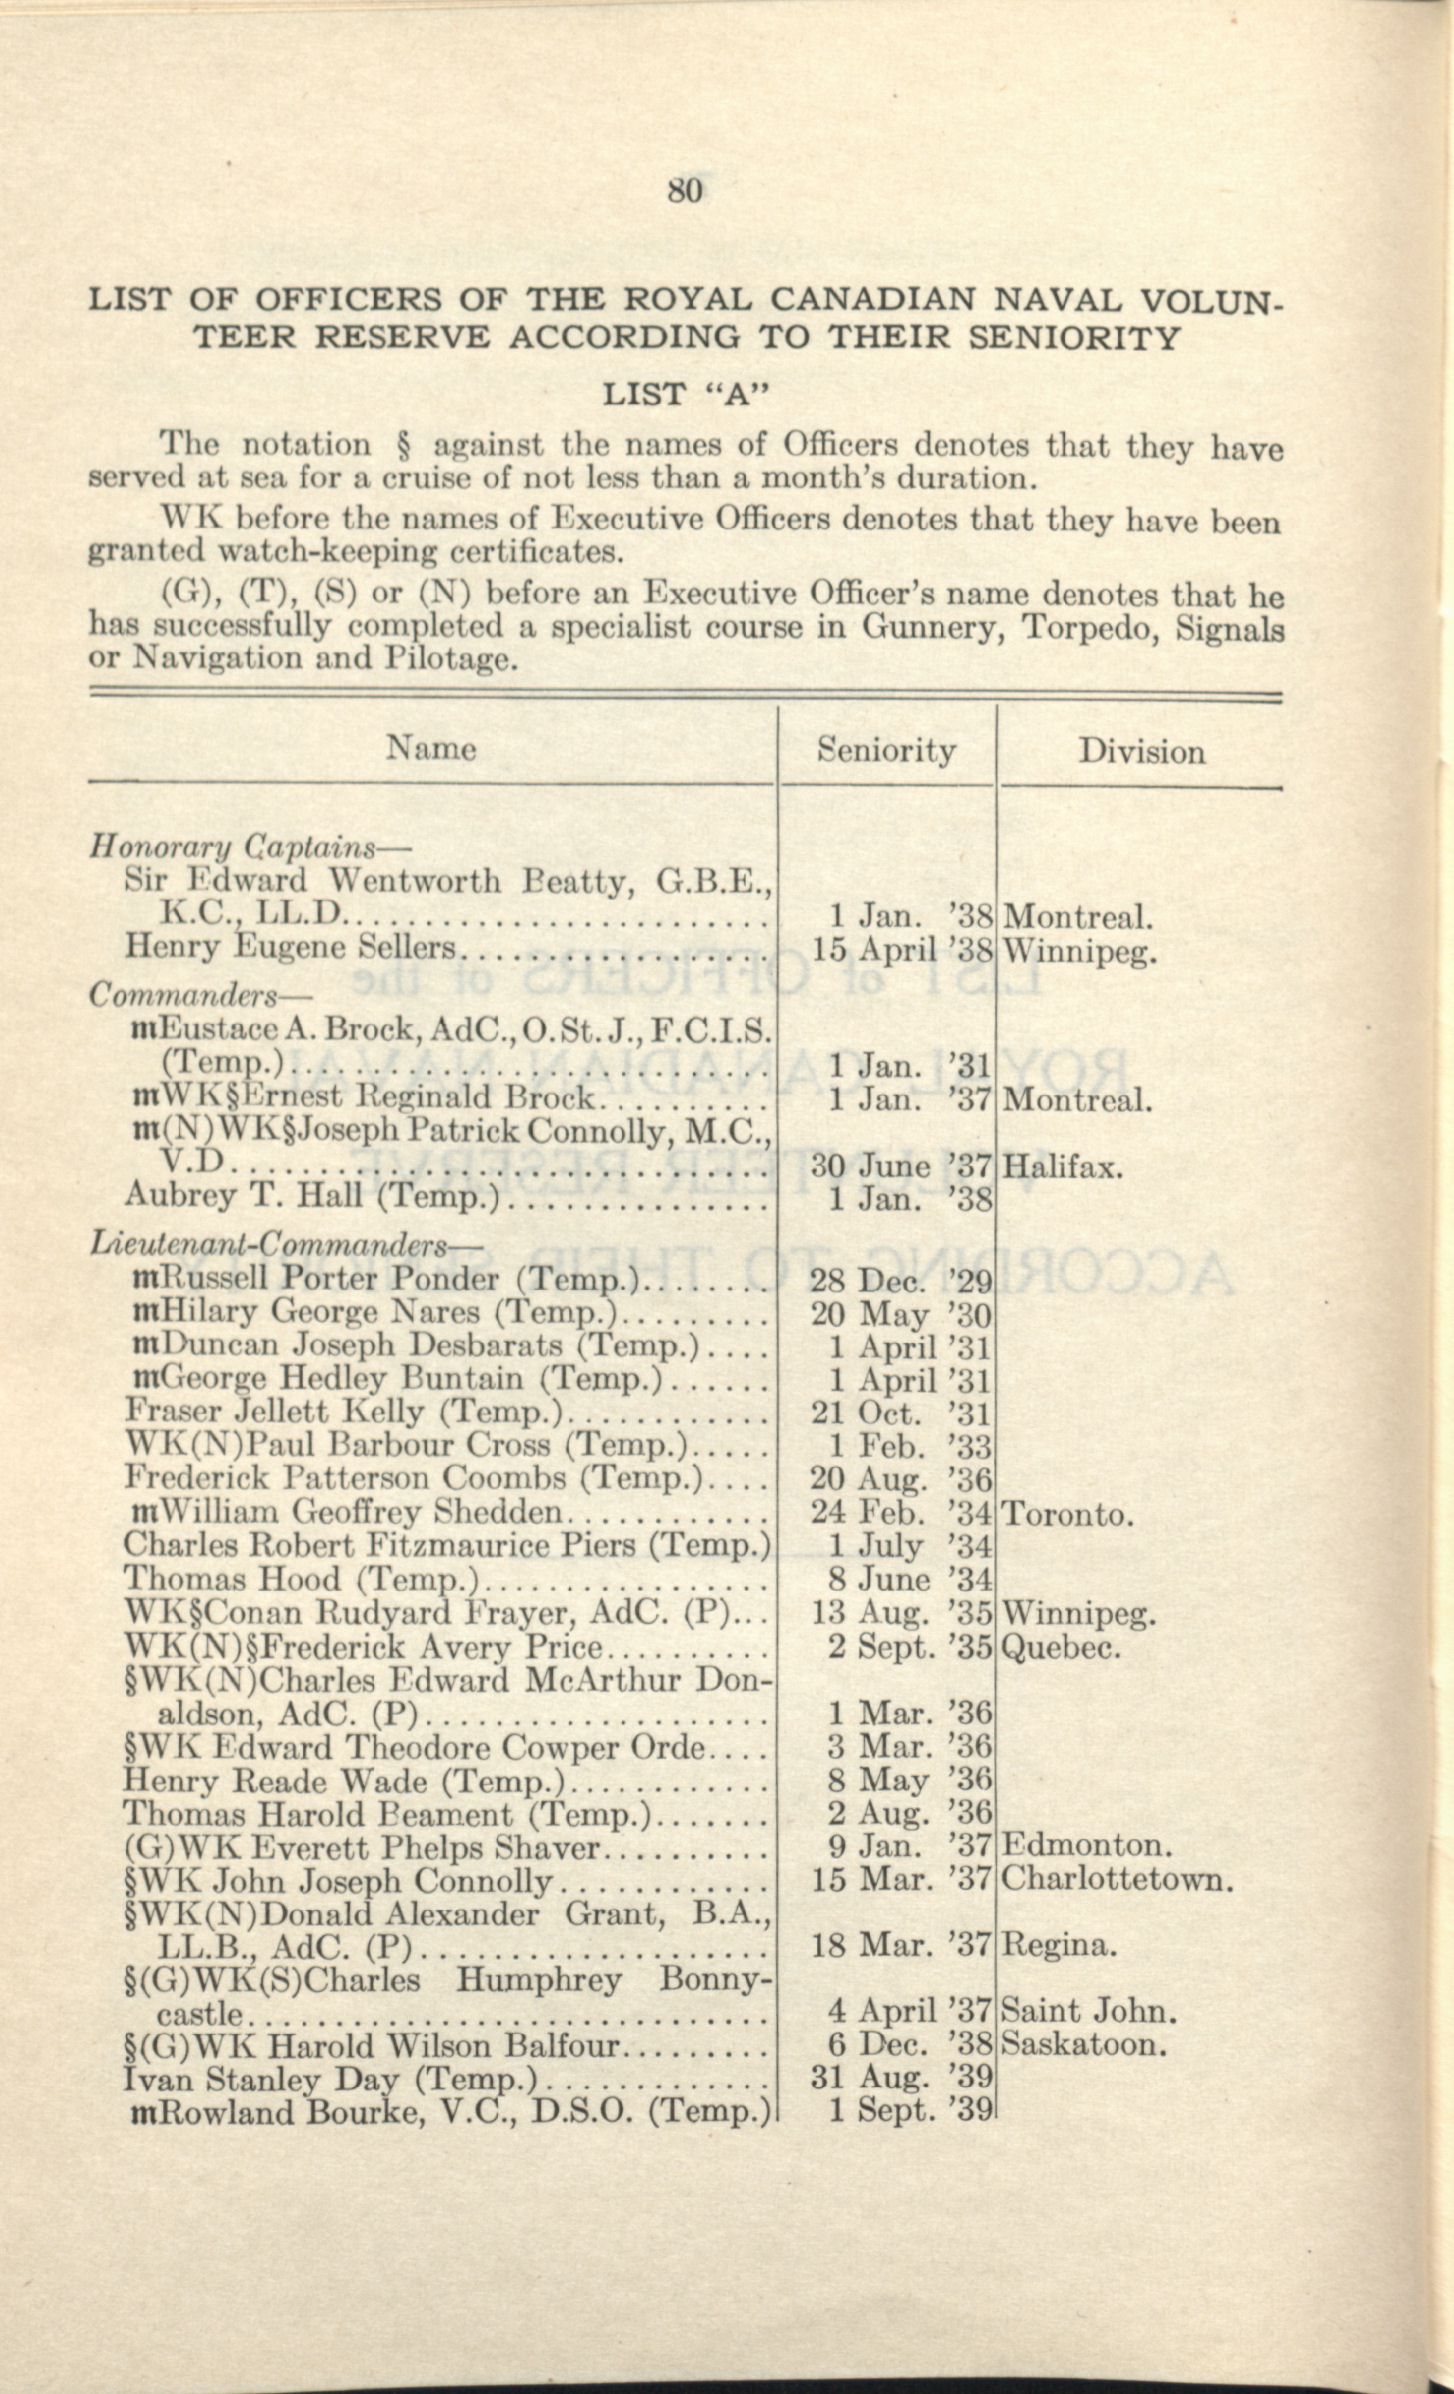 80
LIST OF OFFICERS OF THE ROYAL CANADIAN NAVAL VOLUN-
TEER RESERVE ACCORDING TO THEIR SENIORITY
LIST “A”
The notation § against the names of Officers denotes that they have
served at sea for a cruise of not less than a month's duration.
WK before the names of Executive Officers denotes that they have been
granted watch-keeping certificates.
(G), (T), (S) or (N) before an Executive Officer's name denotes that he
has successfully completed a specialist course in Gunnery, Torpedo, Signals
or Navigation and Pilotage.
Name Seniority Division
Honorary Captains—
Sir Edward Wentworth Beatty, G.B.E.,
K.C., LL.D........................ 1 Jan. ’38 Montreal.
Henry Eugene Sellers.................. 15 April ’38 Winnipeg.
Commanders—
mEustace A. Brock, AdC., O.St.J., F.C.I.S.
(Temp.)........................... 1 Jan. ’31
mWK§Ernest Reginald Brock.......... 1 Jan. ’37 Montreal.
m(N)WK§Joseph Patrick Connolly, M.C.,
V.D............................... 30 June ’37 Halifax.
Aubrey T. Hall (Temp.)............... 1 Jan. ’38
Lieutenant-Commanders—
mRussell Porter Ponder (Temp.)........ 28 Dec. ’29
mHilary George Nares (Temp.)......... 20 May ’30
mDuncan Joseph Desbarats (Temp.).... 1 April ’31
mGeorge Hedley Buntain (Temp.)...... 1 April ’31
Fraser Jellett Kelly (Temp.)............ 21 Oct. ’31
WK(N)Paul Barbour Cross (Temp.)..... 1 Feb. ’33
Frederick Patterson Coombs (Temp.).... 20 Aug. ’36
mWilliam Geoffrey Shedden............ 24 Feb. ’34 Toronto.
Charles Robert Fitzmaurice Piers (Temp.) 1 July ’34
Thomas Hood (Temp.)................. 8 June ’34
WK§Conan Rudyard Frayer, AdC. (P)... 13 Aug. ’35 Winnipeg.
WK(N)§Frederick Avery Price.......... 2 Sept. ’35 Quebec.
§WK(N)Charles Edward McArthur Don-
aldson, AdC. (P).................... 1 Mar. ’36
§WK Edward Theodore Cowper Orde.... 3 Mar. ’36
Henry Reade Wade (Temp.)............ 8 May ’36
Thomas Harold Beament (Temp.)....... 2 Aug. ’36
(G)WK Everett Phelps Shaver.......... 9 Jan. ’37 Edmonton.
§WK John Joseph Connolly............. 15 Mar. ’37 Charlottetown.
§WK(N)Donald Alexander Grant, B.A.,
LL.B., AdC. (P).................... 18 Mar. ’37 Regina.
§(G)WK(S)Charles Humphrey Bonny-
castle.............................. 4 April ’37 Saint John.
§(G)WK Harold Wilson Balfour......... 6 Dec. ’38 Saskatoon.
Ivan Stanley Day (Temp.)............. 31 Aug. ’39
mRowland Bourke, V.C., D.S.O. (Temp.) 1 Sept. ’39